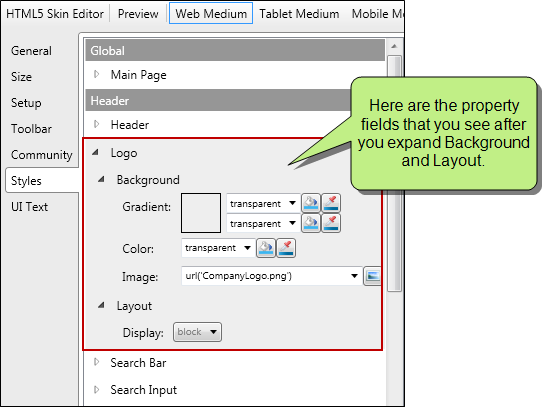 HTML5 Skin Editor Preview Web Medium Tablet Medium Mobile Me
General
Size
Setup
Toolbar
Community
Styles
UI Text
Global
Main Page
Header
Header
Logo
Background
Gradient: transparent
transparent
Color: transparent
Image: url('CompanyLogo.png')
Layout
Display: block
Search Bar
Search Input
Here are the property
fields that you see after
you expand Background
and Layout.